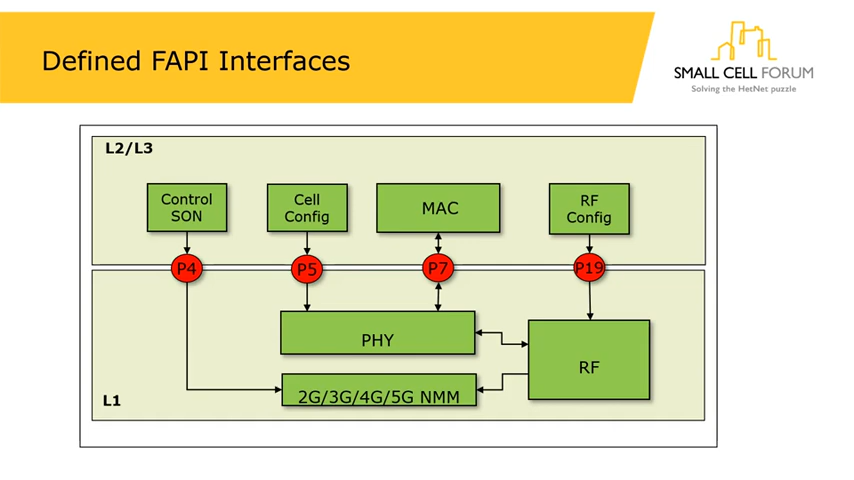 Defined FAPI Interfaces
SMALL CELL FORUM
Solving the HetNet puzzle
L2/L3
Control
SON
Cell
Config
MAC
RF
Config
P4
P5
P7
P19
PHY
RF
2G/3G/4G/5G NMM
L1